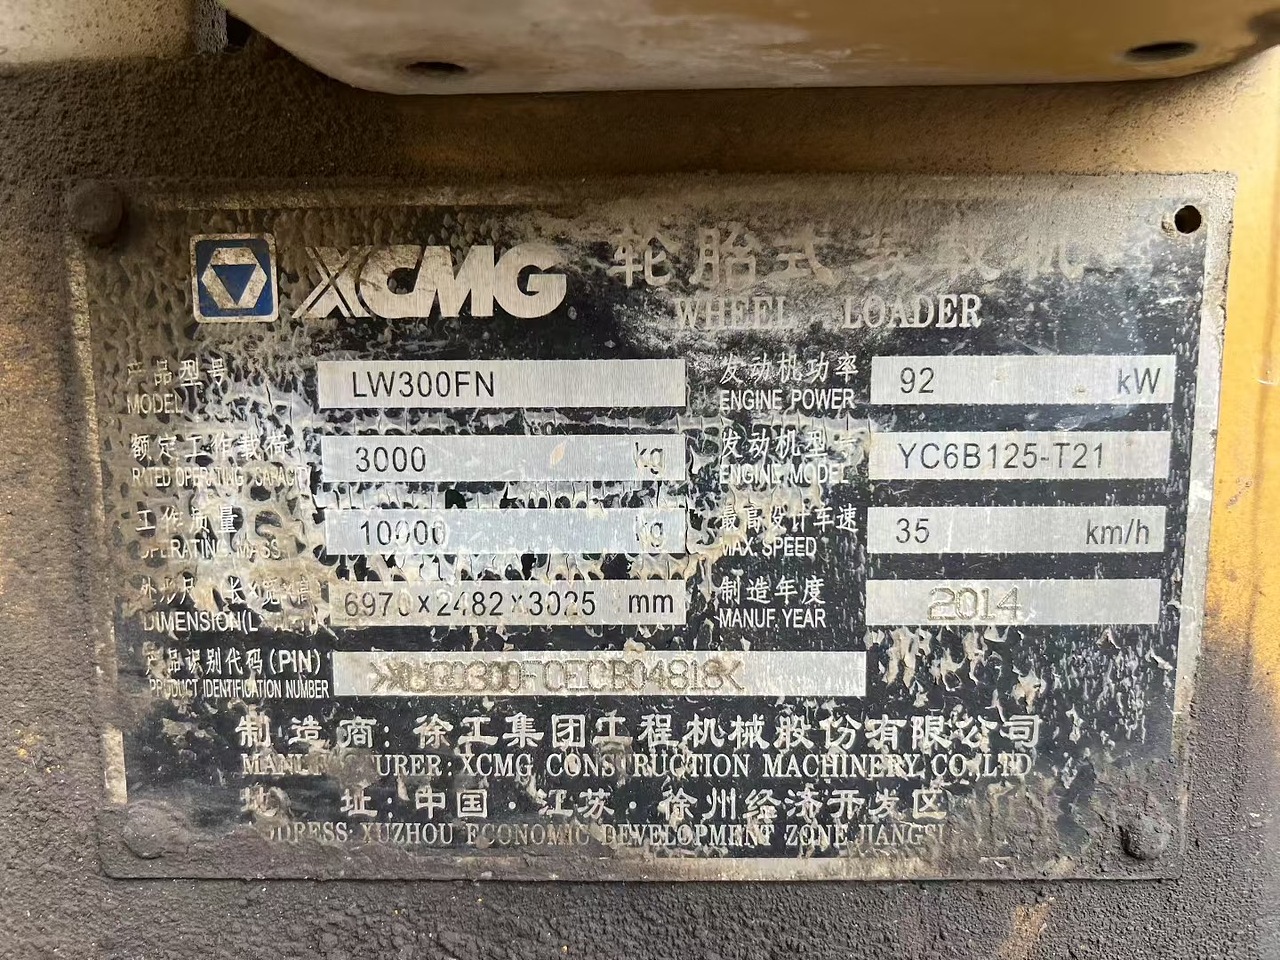 XCMG 轮胎式装载机
WHEEL LOADER
产品型号 LW300FN 发动机功率 92 kW
MODEL ENGINE POWER
额定工作载荷 3000 kg 发动机型号 YC6B125-T21
RATED OPERATING CAPACITY ENGINE MODEL
工作质量 10000 kg 最高设计车速 35 km/h
OPERATING MASS MAX. SPEED
外形尺 长×宽×高 6970×2482×3025 mm 制造年度 2014
DIMENSION(L MANUF.YEAR
产品识别代码(PIN)
PRODUCT IDENTIFICATION NUMBER
制造商:徐工集团工程机械股份有限公司
MANUFACTURER:XCMG CONSTRUCTION MACHINERY.CO.,LTD
地址:中国·江苏·徐州经济开发区
ADDRESS:XUZHOU ECONOMIC DEVELOPMENT ZONE,JIANGSU